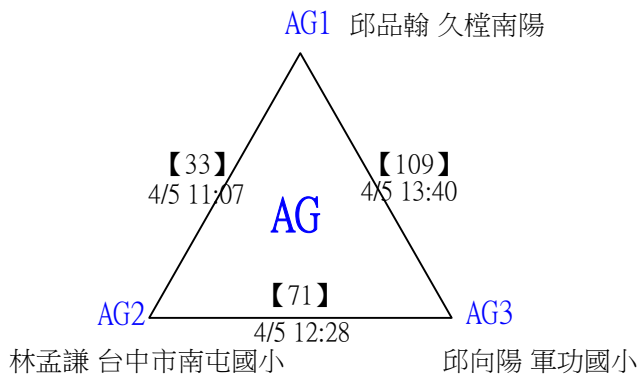 AG1 邱品翰 久樘南陽
【33】
4/5 11:07
【109】
4/5 13:40
AG
【71】
4/5 12:28
AG2
AG3
林孟謙 台中市南屯國小
邱向陽 軍功國小